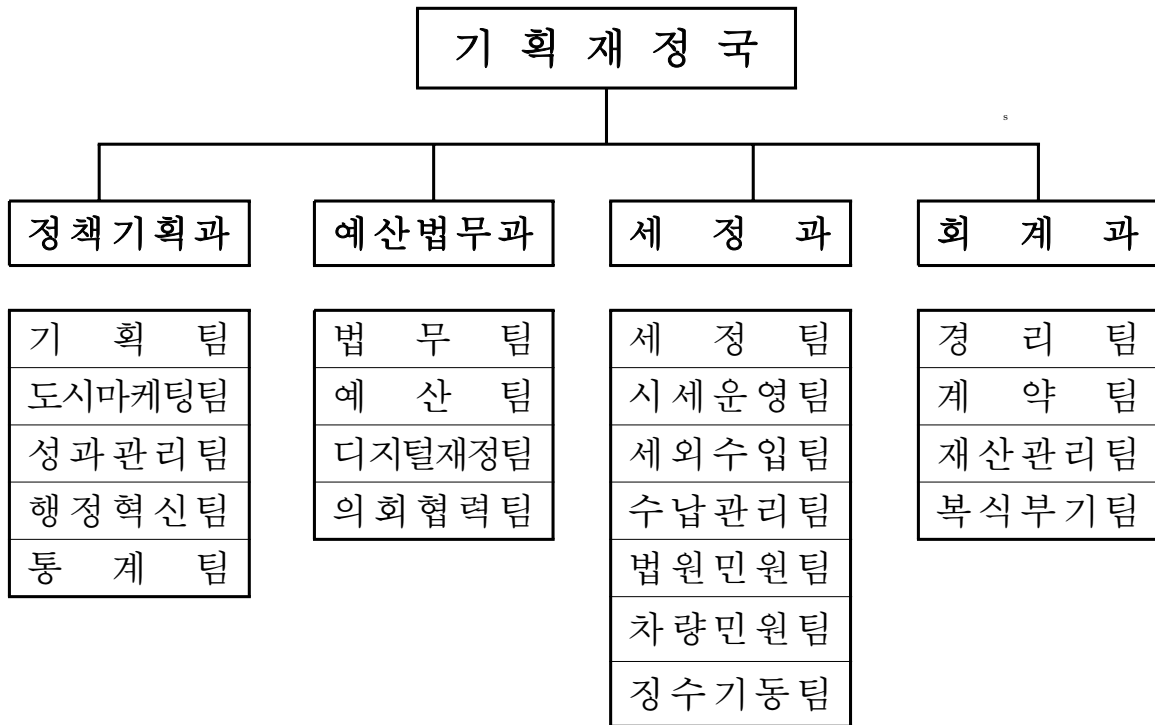 기 획 재 정 국
s
정책기획과
예산법무과
세 정 과
회 계 과
기 획 팀
도시마케팅팀
성과관리팀
행정혁신팀
통 계 팀
법 무 팀
예 산 팀
디지털재정팀
의회협력팀
세 정 팀
시세운영팀
세외수입팀
수납관리팀
법원민원팀
차량민원팀
징수기동팀
경 리 팀
계 약 팀
재산관리팀
복식부기팀